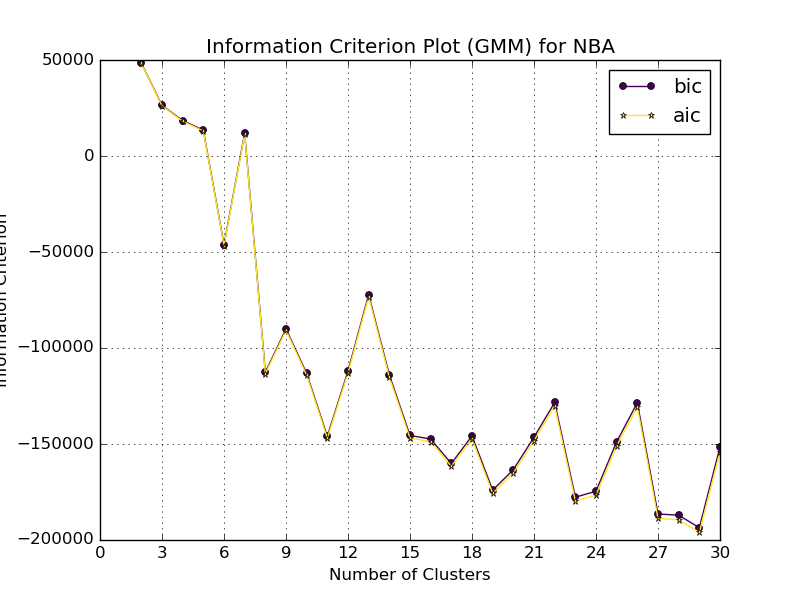 Information Criterion Plot (GMM) for NBA
bic
aic
50000
0
−50000
−100000
−150000
−200000
Information Criterion
0 3 6 9 12 15 18 21 24 27 30
Number of Clusters